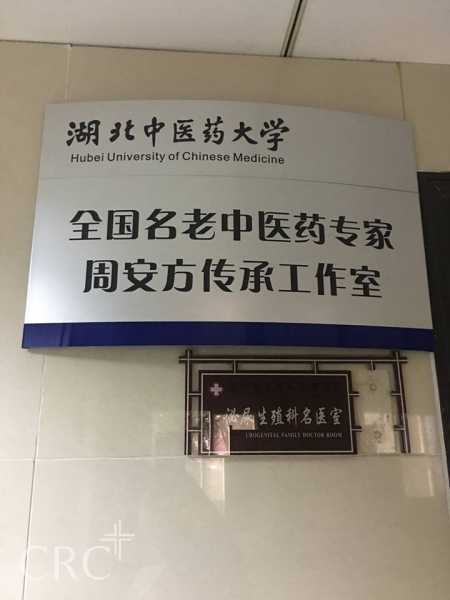 湖北中医药大学
Hubei University of Chinese Medicine
全国名老中医药专家
周安方传承工作室
泌尿生殖科名医室
UROGENITAL FAMILY DOCTOR ROOM
CRC